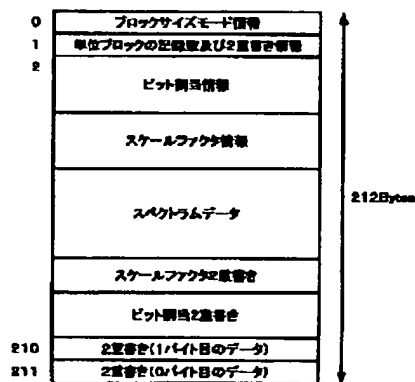 0 ブロックサイズモード情報
1 単位ブロックの記録数及び2重書き情報
2
ビット割当情報
スケールファクタ情報
スペクトラムデータ
212Bytes
スケールファクタ2重書き
ビット割当2重書き
210 2重書き(1バイト目のデータ)
211 2重書き(0バイト目のデータ)